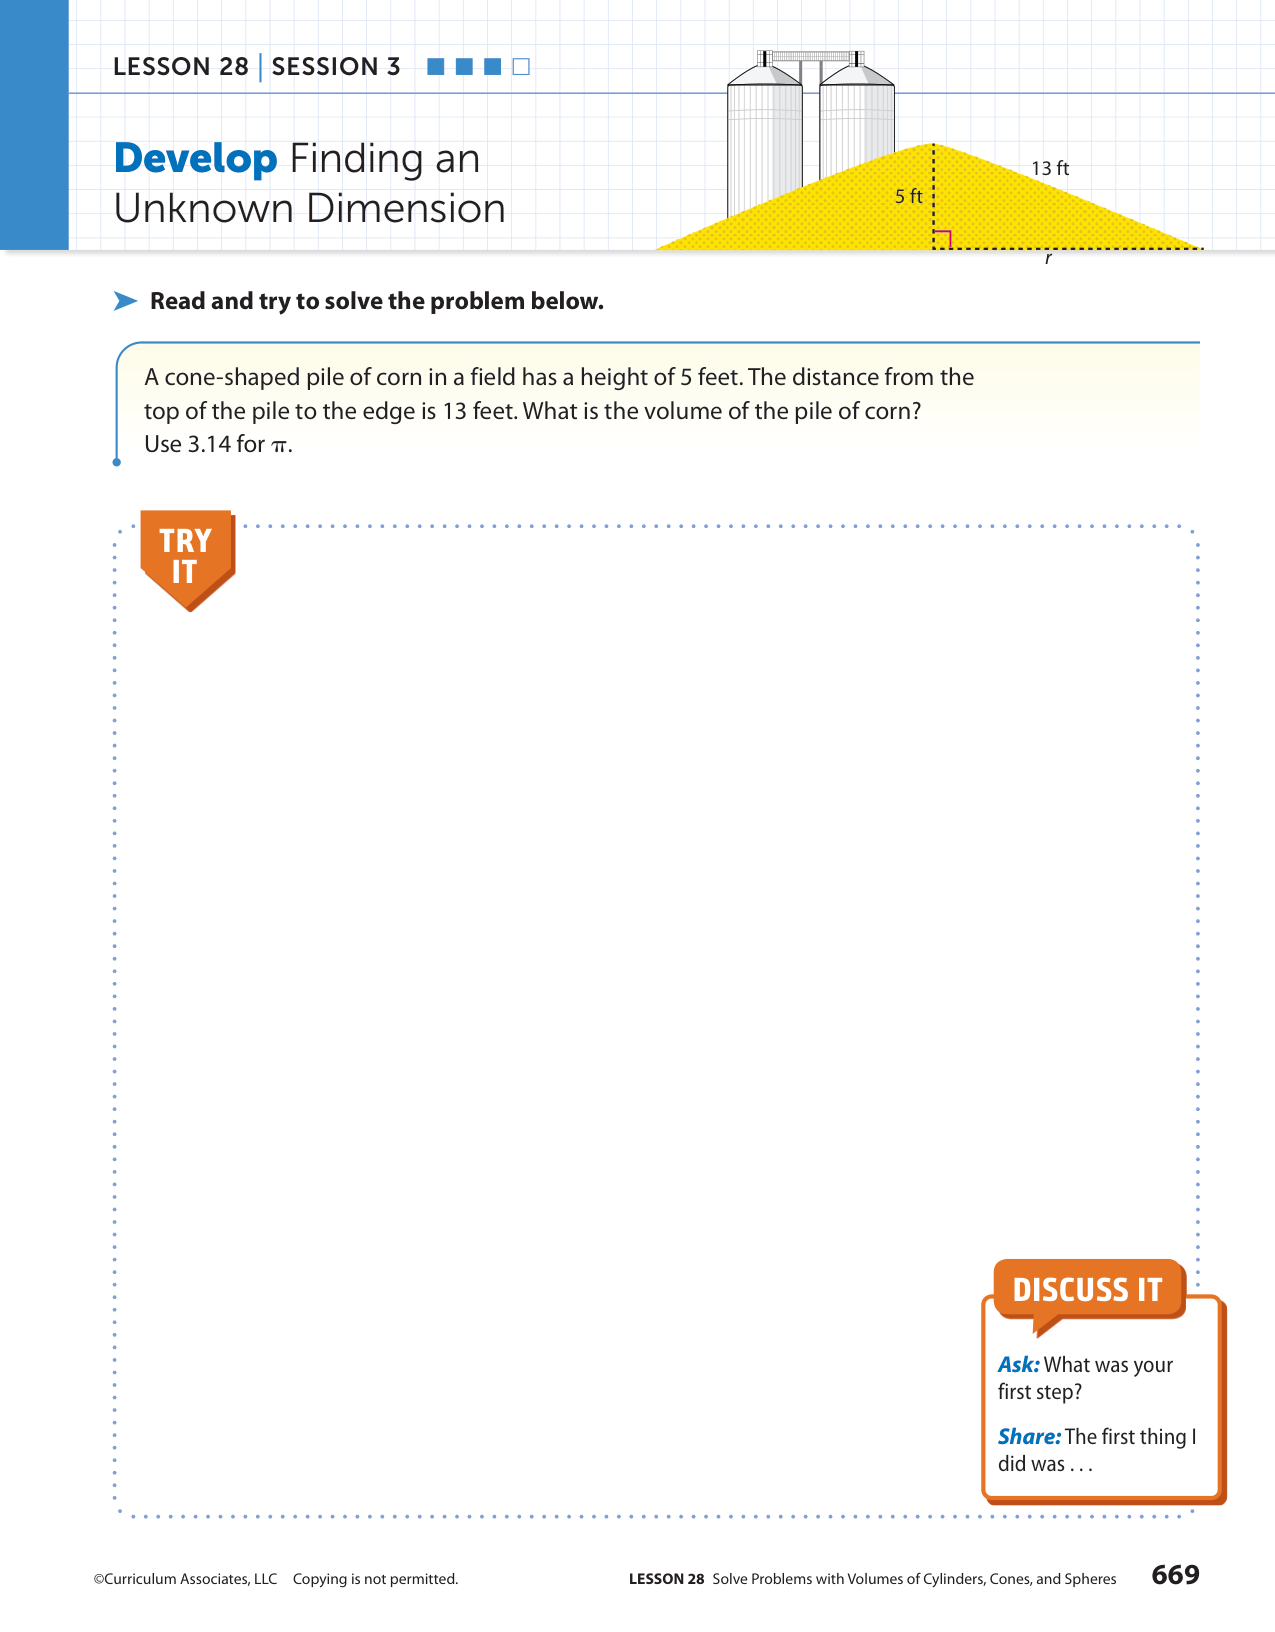 LESSON 28 | SESSION 3
Develop Finding an
Unknown Dimension
13 ft
5 ft
r
Read and try to solve the problem below.
A cone-shaped pile of corn in a field has a height of 5 feet. The distance from the
top of the pile to the edge is 13 feet. What is the volume of the pile of corn?
Use 3.14 for π.
TRY
IT
DISCUSS IT
Ask: What was your
first step?
Share: The first thing I
did was . . .
©Curriculum Associates, LLC Copying is not permitted.
LESSON 28 Solve Problems with Volumes of Cylinders, Cones, and Spheres 669